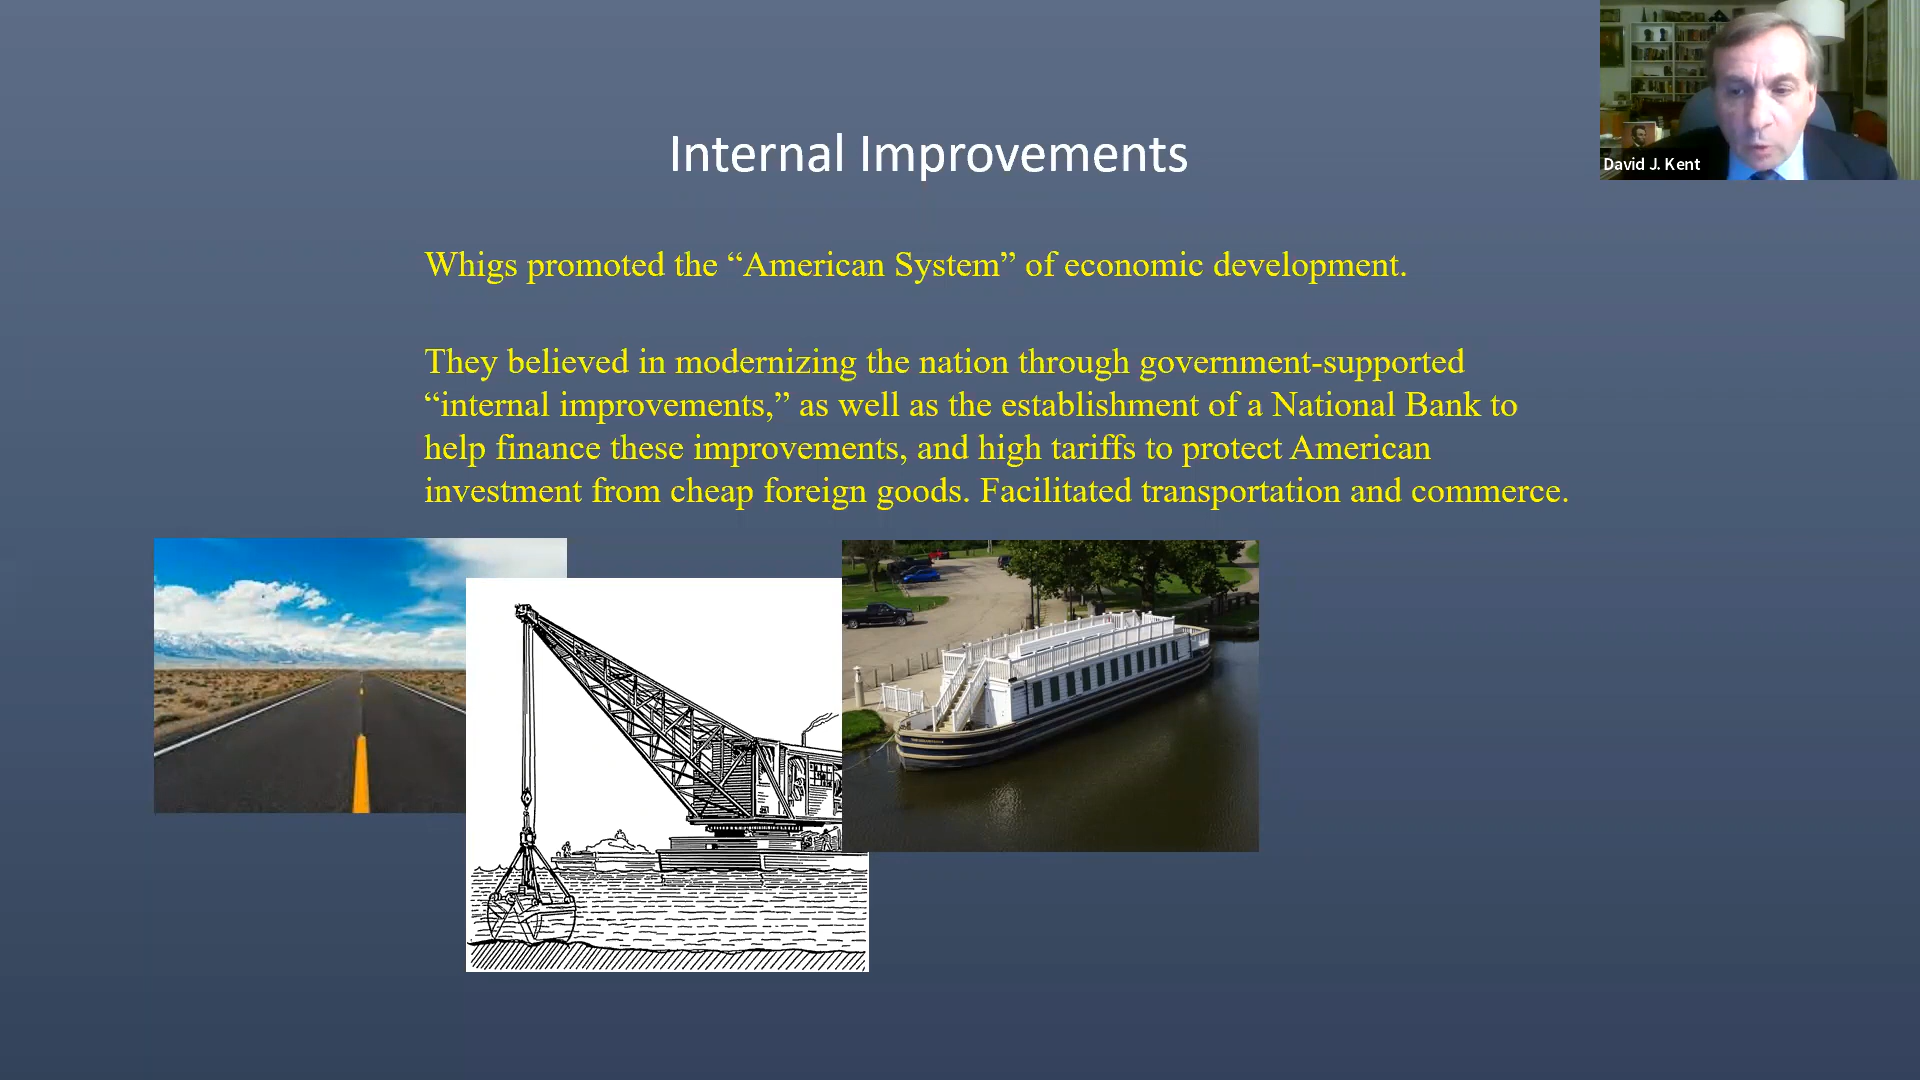 Internal Improvements
David J. Kent
Whigs promoted the “American System” of economic development.
They believed in modernizing the nation through government-supported
“internal improvements,” as well as the establishment of a National Bank to
help finance these improvements, and high tariffs to protect American
investment from cheap foreign goods. Facilitated transportation and commerce.